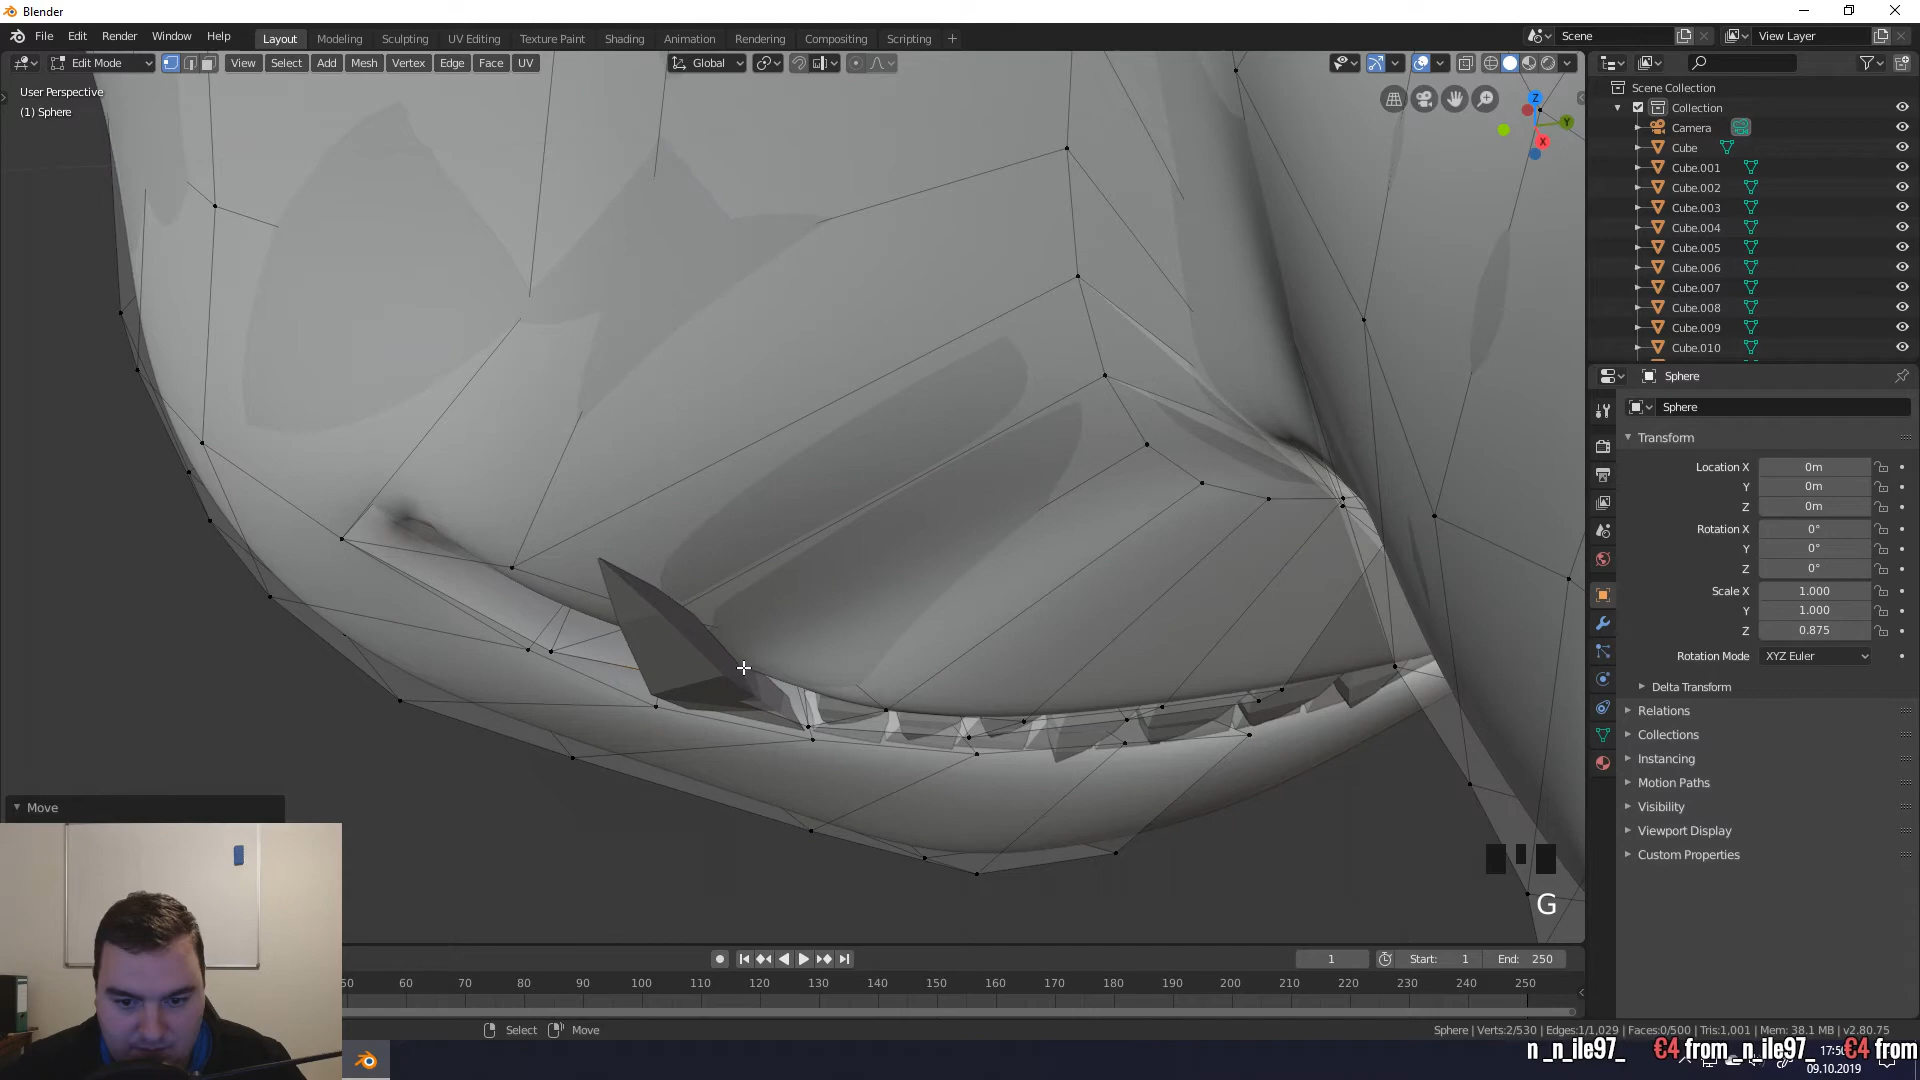 Blender
File Edit Render Window Help
Layout Modeling Sculpting UV Editing Texture Paint Shading Animation Rendering Compositing Scripting +
Scene
View Layer
Edit Mode View Select Add Mesh Vertex Edge Face UV
Global
User Perspective
(1) Sphere
Z
Y
X
Scene Collection
Collection
Camera
Cube
Cube.001
Cube.002
Cube.003
Cube.004
Cube.005
Cube.006
Cube.007
Cube.008
Cube.009
Cube.010
Sphere
Sphere
Transform
Location X 0m
Y 0m
Z 0m
Rotation X 0°
Y 0°
Z 0°
Scale X 1.000
Y 1.000
Z 0.875
Rotation Mode XYZ Euler
Delta Transform
Relations
Collections
Instancing
Motion Paths
Visibility
Viewport Display
Custom Properties
Move
G
1 Start: 1 End: 250
50 60 70 80 90 100 110 120 130 140 150 160 170 180 190 200 210 220 230 240 250
Select Move
Sphere | Verts:2/530 | Edges:1/1,029 | Faces:0/500 | Tris:1,001 | Mem: 38.1 MB | v2.80.75
n _n_ile97_ €4 from _n_ile97_ €4 from
09.10.2019